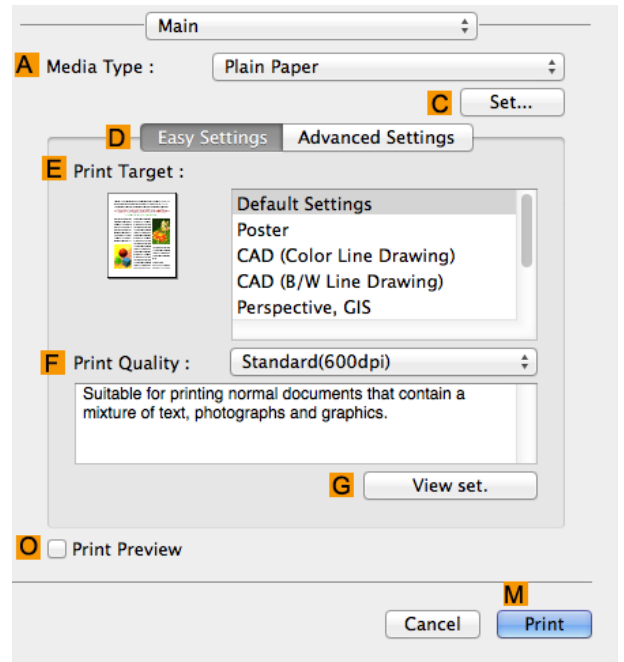 Main
A Media Type : Plain Paper
C Set...
D Easy Settings Advanced Settings
E Print Target :
Default Settings
Poster
CAD (Color Line Drawing)
CAD (B/W Line Drawing)
Perspective, GIS
F Print Quality : Standard(600dpi)
Suitable for printing normal documents that contain a
mixture of text, photographs and graphics.
G View set.
O Print Preview
M
Cancel Print